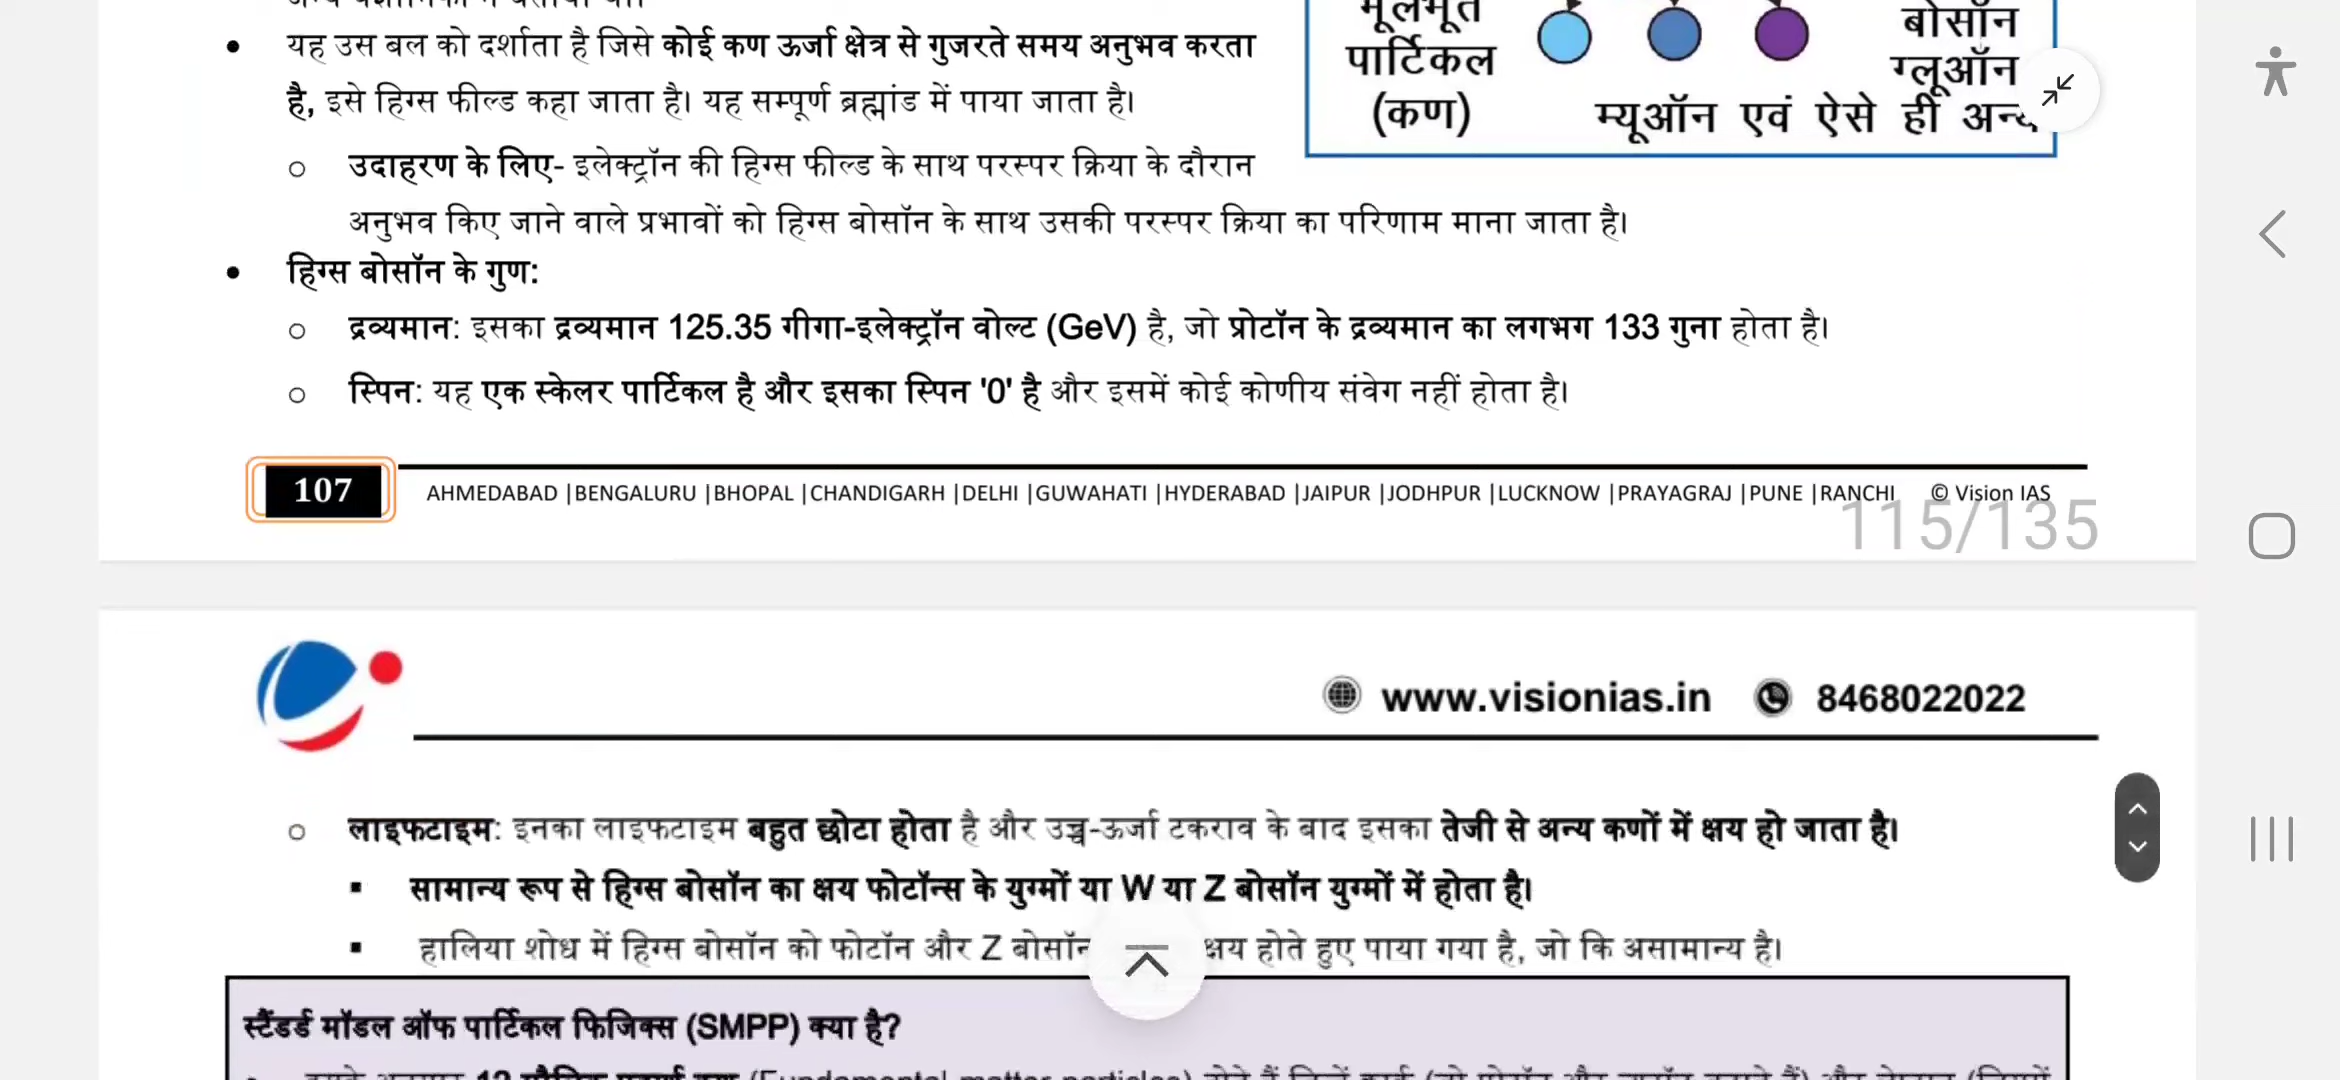 यह उस बल को दर्शाता है जिसे कोई कण ऊर्जा क्षेत्र से गुजरते समय अनुभव करता
है, इसे हिग्स फील्ड कहा जाता है। यह सम्पूर्ण ब्रह्मांड में पाया जाता है।
उदाहरण के लिए- इलेक्ट्रॉन की हिग्स फील्ड के साथ परस्पर क्रिया के दौरान
अनुभव किए जाने वाले प्रभावों को हिग्स बोसॉन के साथ उसकी परस्पर क्रिया का परिणाम माना जाता है।
मूलभूत
पार्टिकल
(कण)
बोसॉन
ग्लूऑन
म्यूऑन एवं ऐसे ही अन्य
हिग्स बोसॉन के गुण:
द्रव्यमान: इसका द्रव्यमान 125.35 गीगा-इलेक्ट्रॉन वोल्ट (GeV) है, जो प्रोटॉन के द्रव्यमान का लगभग 133 गुना होता है।
स्पिन: यह एक स्केलर पार्टिकल है और इसका स्पिन '0' है और इसमें कोई कोणीय संवेग नहीं होता है।
107 AHMEDABAD |BENGALURU |BHOPAL |CHANDIGARH |DELHI |GUWAHATI |HYDERABAD |JAIPUR |JODHPUR |LUCKNOW |PRAYAGRAJ |PUNE |RANCHI © Vision IAS
115/135
www.visionias.in 8468022022
लाइफटाइम: इनका लाइफटाइम बहुत छोटा होता है और उच्च-ऊर्जा टकराव के बाद इसका तेजी से अन्य कणों में क्षय हो जाता है।
सामान्य रूप से हिग्स बोसॉन का क्षय फोटॉन्स के युग्मों या W या Z बोसॉन युग्मों में होता है।
हालिया शोध में हिग्स बोसॉन को फोटॉन और Z बोसॉन क्षय होते हुए पाया गया है, जो कि असामान्य है।
स्टैंडर्ड मॉडल ऑफ पार्टिकल फिजिक्स (SMPP) क्या है?